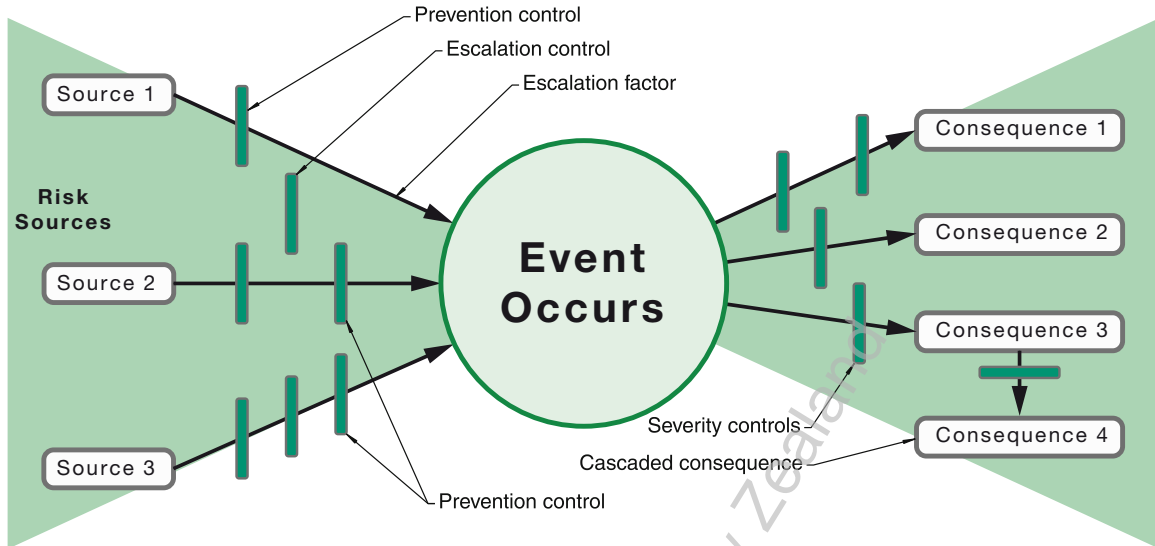 Prevention control
Escalation control
Escalation factor
Source 1
Consequence 1
Risk
Sources
Consequence 2
Event
Occurs
Source 2
Consequence 3
Severity controls
Consequence 4
Cascaded consequence
Source 3
Prevention control
Zealand